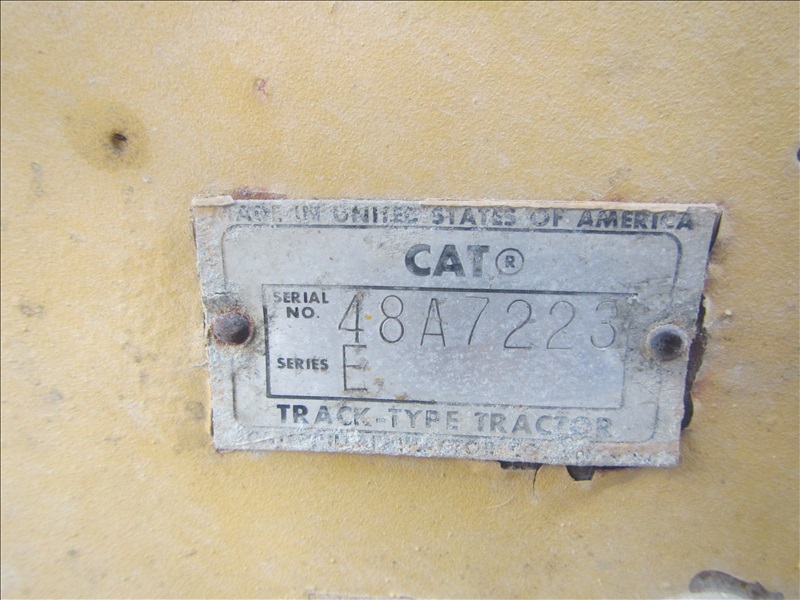 MADE IN UNITED STATES OF AMERICA
CAT®
SERIAL NO. 48A7223
SERIES E
TRACK-TYPE TRACTOR